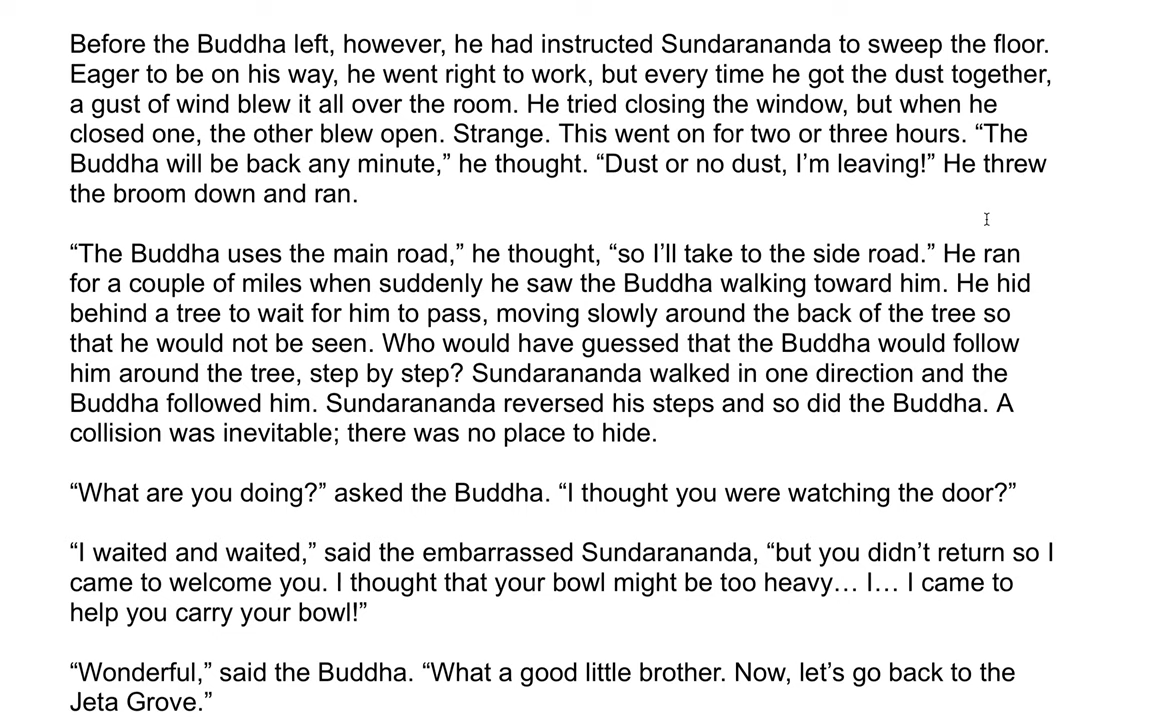 Before the Buddha left, however, he had instructed Sundarananda to sweep the floor.
Eager to be on his way, he went right to work, but every time he got the dust together,
a gust of wind blew it all over the room. He tried closing the window, but when he
closed one, the other blew open. Strange. This went on for two or three hours. “The
Buddha will be back any minute,” he thought. “Dust or no dust, I’m leaving!” He threw
the broom down and ran.
“The Buddha uses the main road,” he thought, “so I’ll take to the side road.” He ran
for a couple of miles when suddenly he saw the Buddha walking toward him. He hid
behind a tree to wait for him to pass, moving slowly around the back of the tree so
that he would not be seen. Who would have guessed that the Buddha would follow
him around the tree, step by step? Sundarananda walked in one direction and the
Buddha followed him. Sundarananda reversed his steps and so did the Buddha. A
collision was inevitable; there was no place to hide.
“What are you doing?” asked the Buddha. “I thought you were watching the door?”
“I waited and waited,” said the embarrassed Sundarananda, “but you didn’t return so I
came to welcome you. I thought that your bowl might be too heavy… I… I came to
help you carry your bowl!”
“Wonderful,” said the Buddha. “What a good little brother. Now, let’s go back to the
Jeta Grove.”